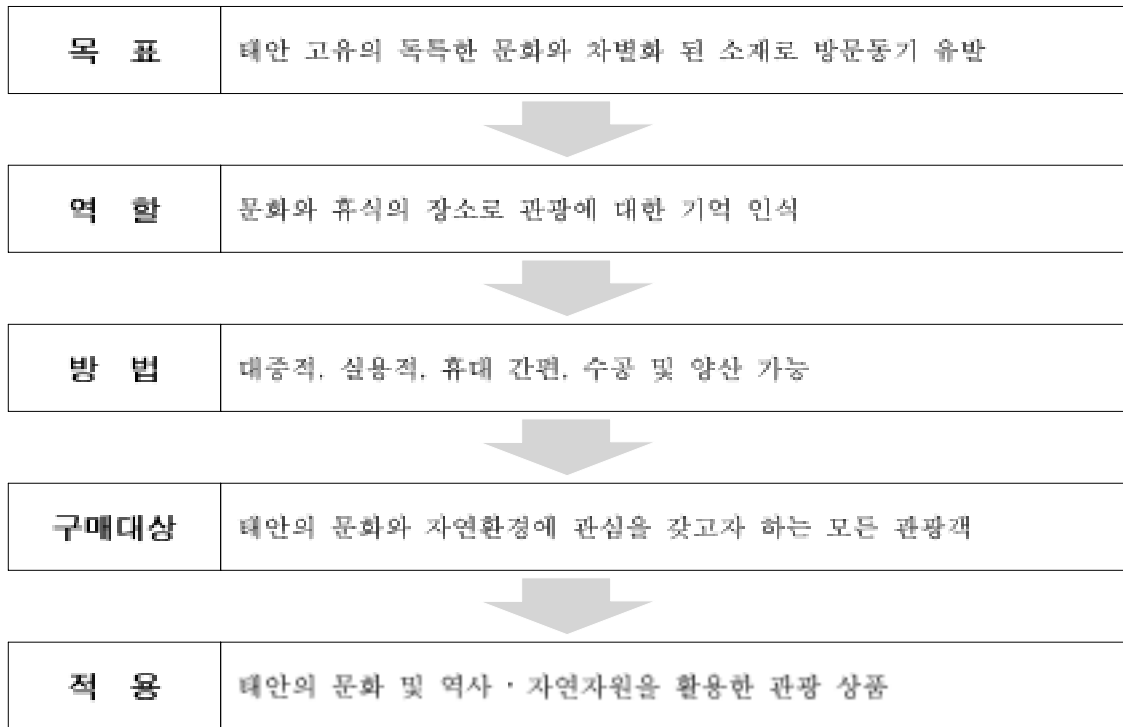 목 표 태안 고유의 독특한 문화와 차별화 된 소재로 방문동기 유발
역 할 문화와 휴식의 장소로 관광에 대한 기억 인식
방 법 대중적, 실용적, 휴대 간편, 수공 및 양산 가능
구매대상 태안의 문화와 자연환경에 관심을 갖고자 하는 모든 관광객
적 용 태안의 문화 및 역사 · 자연자원을 활용한 관광 상품